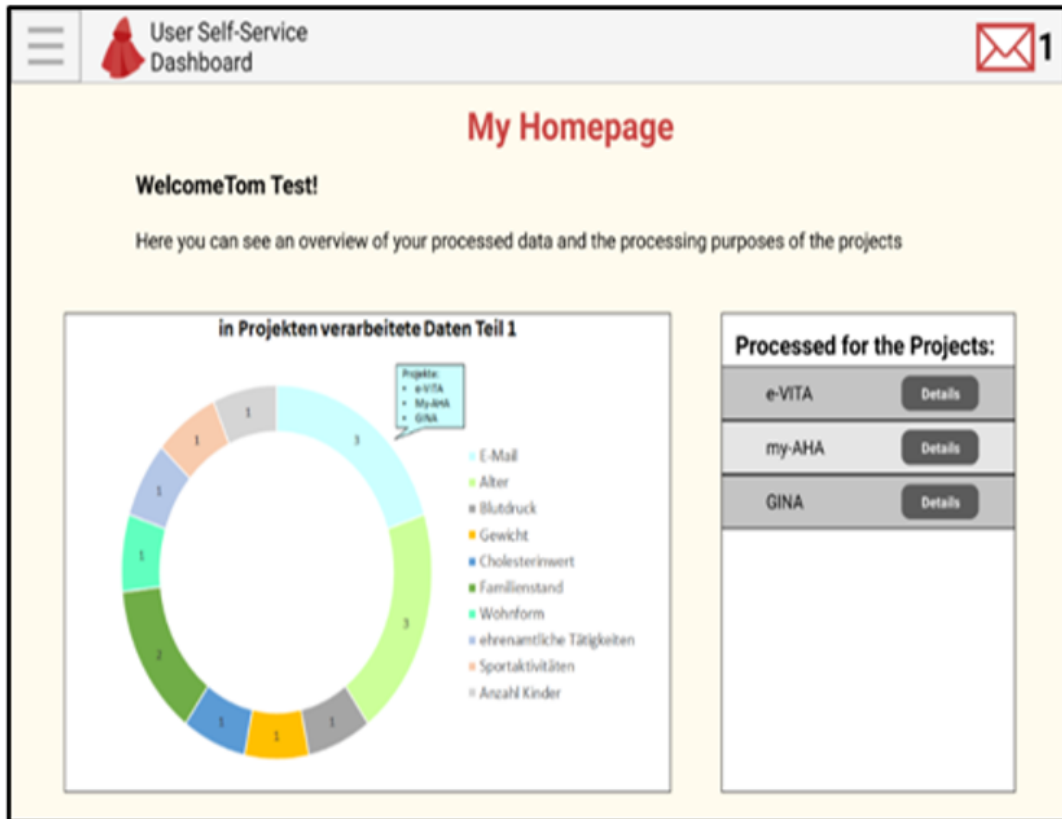 User Self-Service
Dashboard
1
My Homepage
WelcomeTom Test!
Here you can see an overview of your processed data and the processing purposes of the projects
in Projekten verarbeitete Daten Teil 1
Projekte:
• e-VITA
• My-AHA
• GINA
1
3
1
1
1
3
2
1
1
1
E-Mail
Alter
Blutdruck
Gewicht
Cholesterinwert
Familienstand
Wohnform
ehrenamtliche Tätigkeiten
Sportaktivitäten
Anzahl Kinder
Processed for the Projects:
e-VITA Details
my-AHA Details
GINA Details